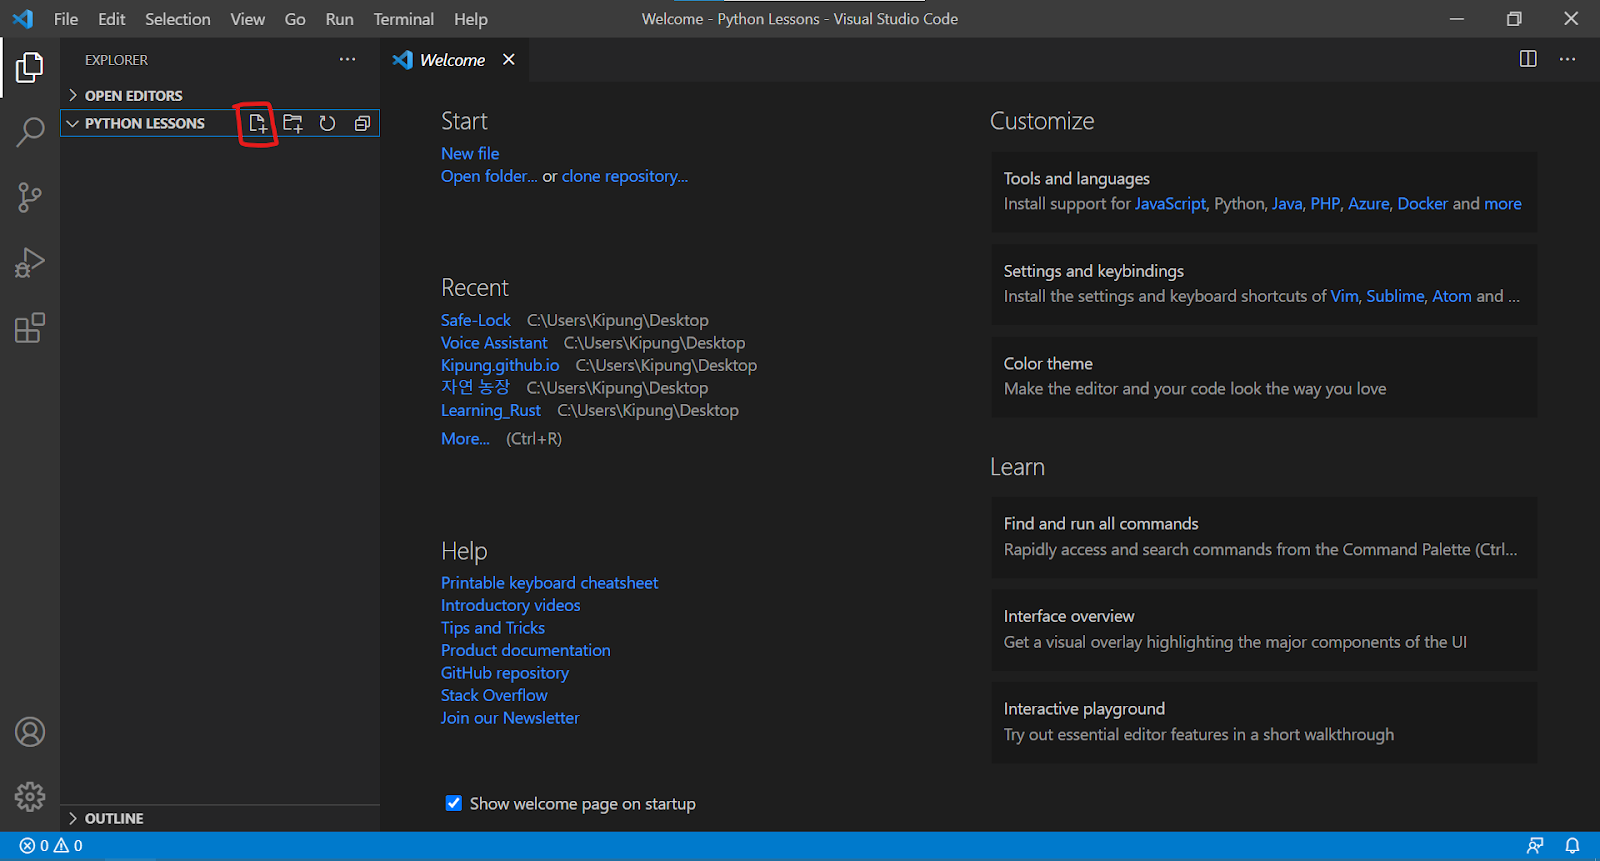 File Edit Selection View Go Run Terminal Help
Welcome - Python Lessons - Visual Studio Code
EXPLORER
OPEN EDITORS
PYTHON LESSONS
OUTLINE
Welcome
Start
New file
Open folder... or clone repository...
Recent
Safe-Lock C:\Users\Kipung\Desktop
Voice Assistant C:\Users\Kipung\Desktop
Kipung.github.io C:\Users\Kipung\Desktop
자연 농장 C:\Users\Kipung\Desktop
Learning_Rust C:\Users\Kipung\Desktop
More... (Ctrl+R)
Help
Printable keyboard cheatsheet
Introductory videos
Tips and Tricks
Product documentation
GitHub repository
Stack Overflow
Join our Newsletter
Show welcome page on startup
Customize
Tools and languages
Install support for JavaScript, Python, Java, PHP, Azure, Docker and more
Settings and keybindings
Install the settings and keyboard shortcuts of Vim, Sublime, Atom and ...
Color theme
Make the editor and your code look the way you love
Learn
Find and run all commands
Rapidly access and search commands from the Command Palette (Ctrl...
Interface overview
Get a visual overlay highlighting the major components of the UI
Interactive playground
Try out essential editor features in a short walkthrough
0 0